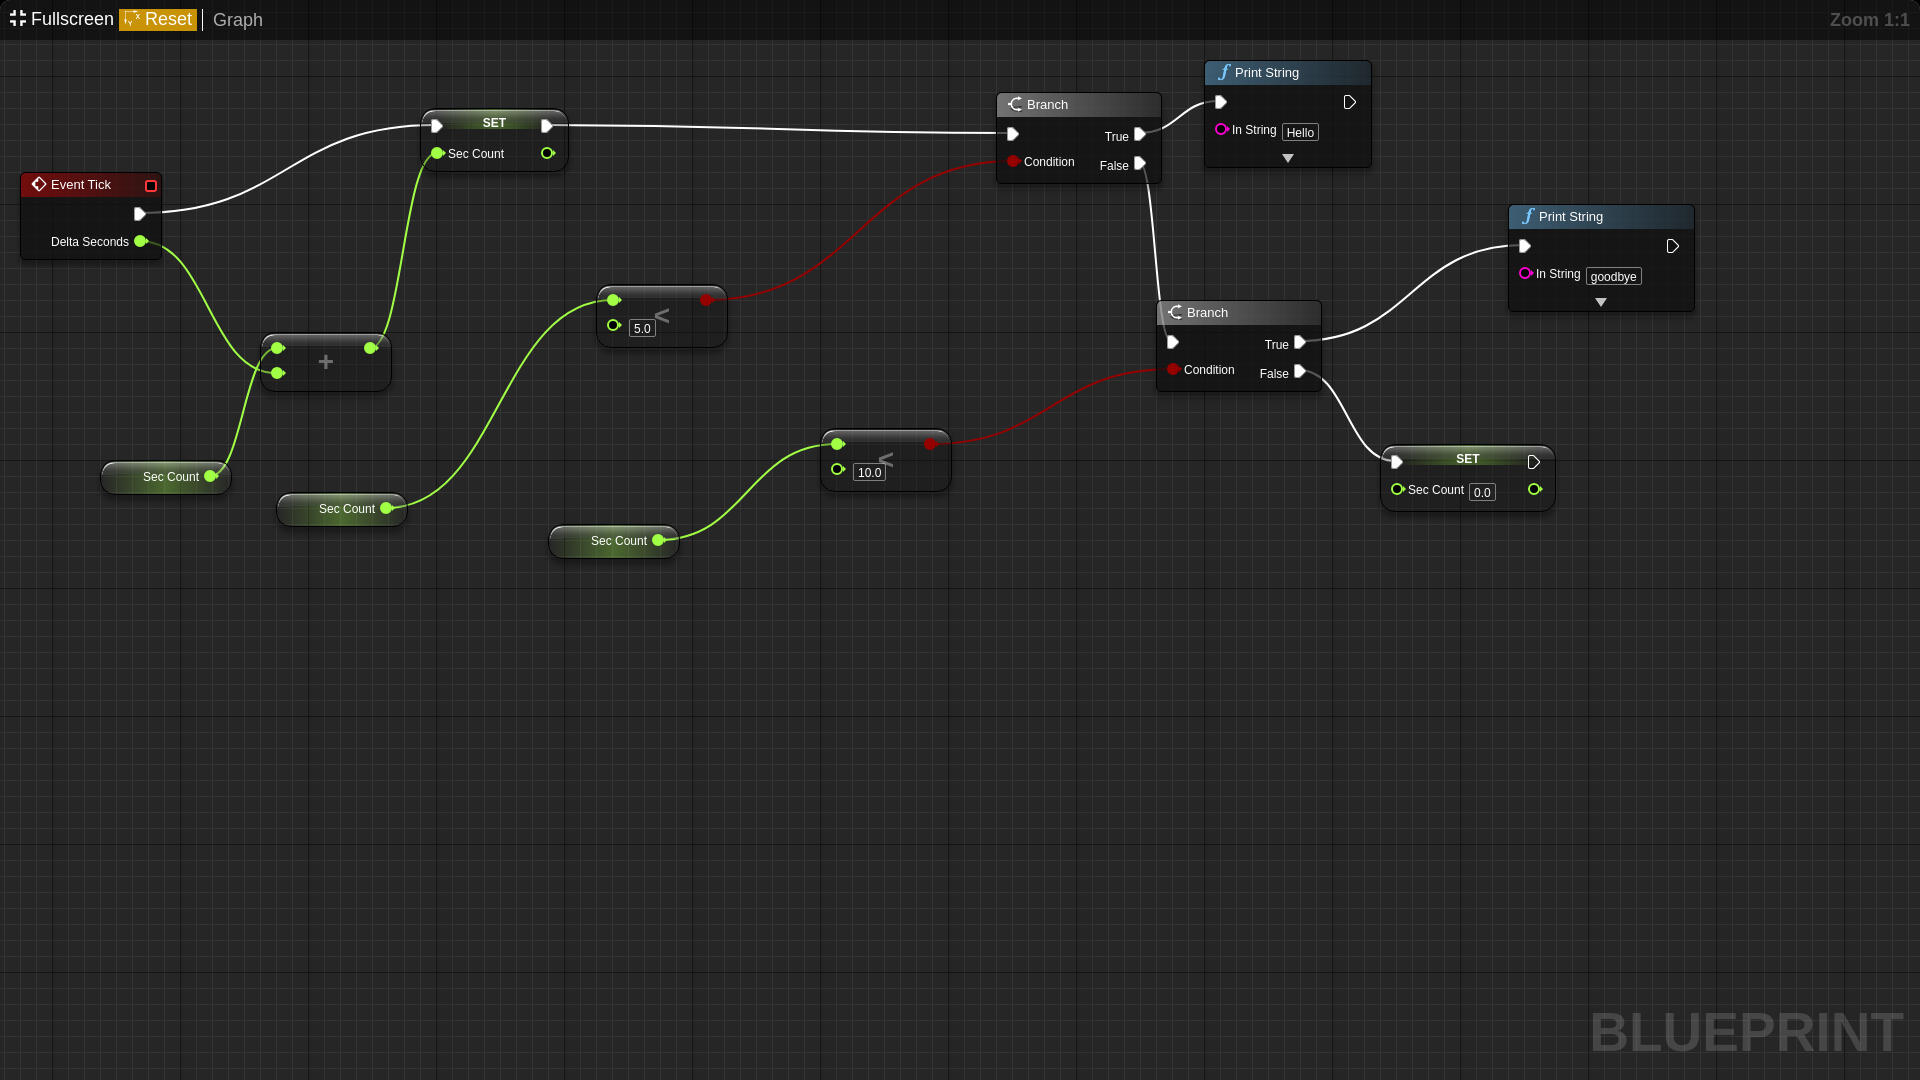 Fullscreen Reset Graph
Zoom 1:1
Event Tick
Delta Seconds
SET
Sec Count
+
Sec Count
Sec Count
<
5.0
Sec Count
<
10.0
Branch
True
Condition
False
Print String
In String Hello
Branch
True
Condition
False
Print String
In String goodbye
SET
Sec Count 0.0
BLUEPRINT